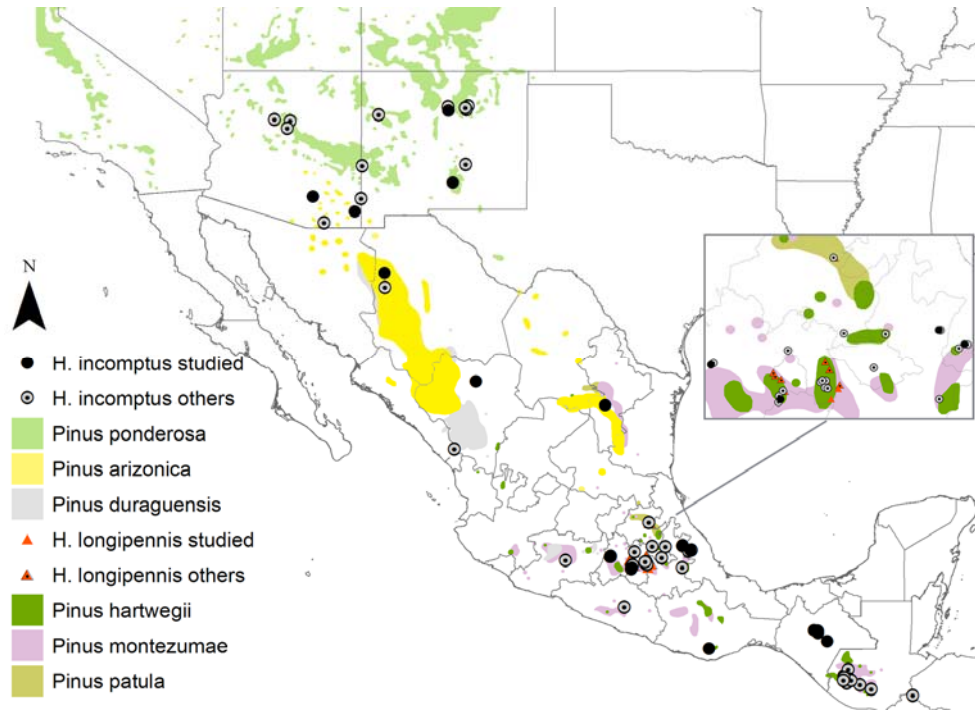 N
H. incomptus studied
H. incomptus others
Pinus ponderosa
Pinus arizonica
Pinus duraguensis
H. longipennis studied
H. longipennis others
Pinus hartwegii
Pinus montezumae
Pinus patula